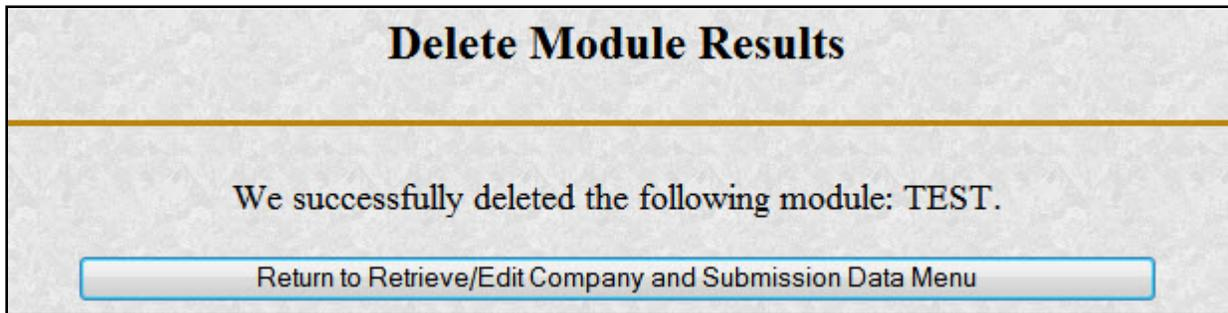 Delete Module Results
We successfully deleted the following module: TEST.
Return to Retrieve/Edit Company and Submission Data Menu